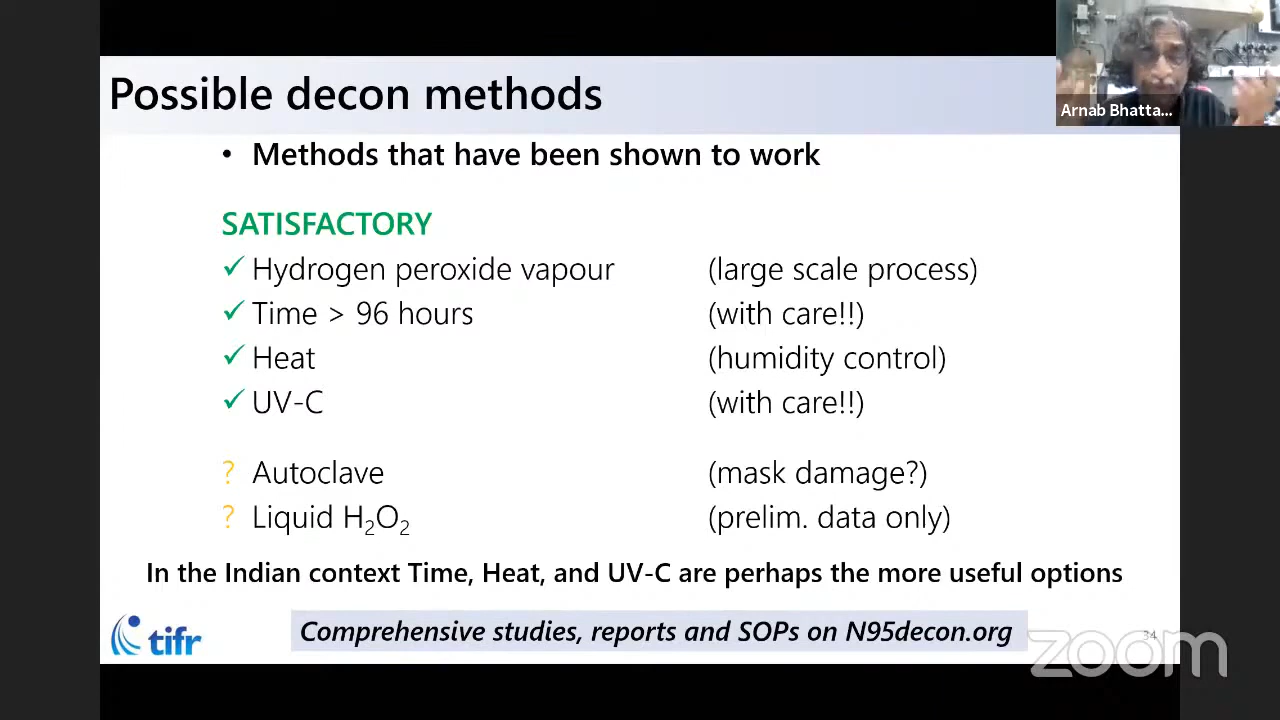 Possible decon methods
Arnab Bhatta...
• Methods that have been shown to work
SATISFACTORY
✓ Hydrogen peroxide vapour (large scale process)
✓ Time > 96 hours (with care!!)
✓ Heat (humidity control)
✓ UV-C (with care!!)
? Autoclave (mask damage?)
? Liquid H₂O₂ (prelim. data only)
In the Indian context Time, Heat, and UV-C are perhaps the more useful options
tifr
Comprehensive studies, reports and SOPs on N95decon.org
34
zoom